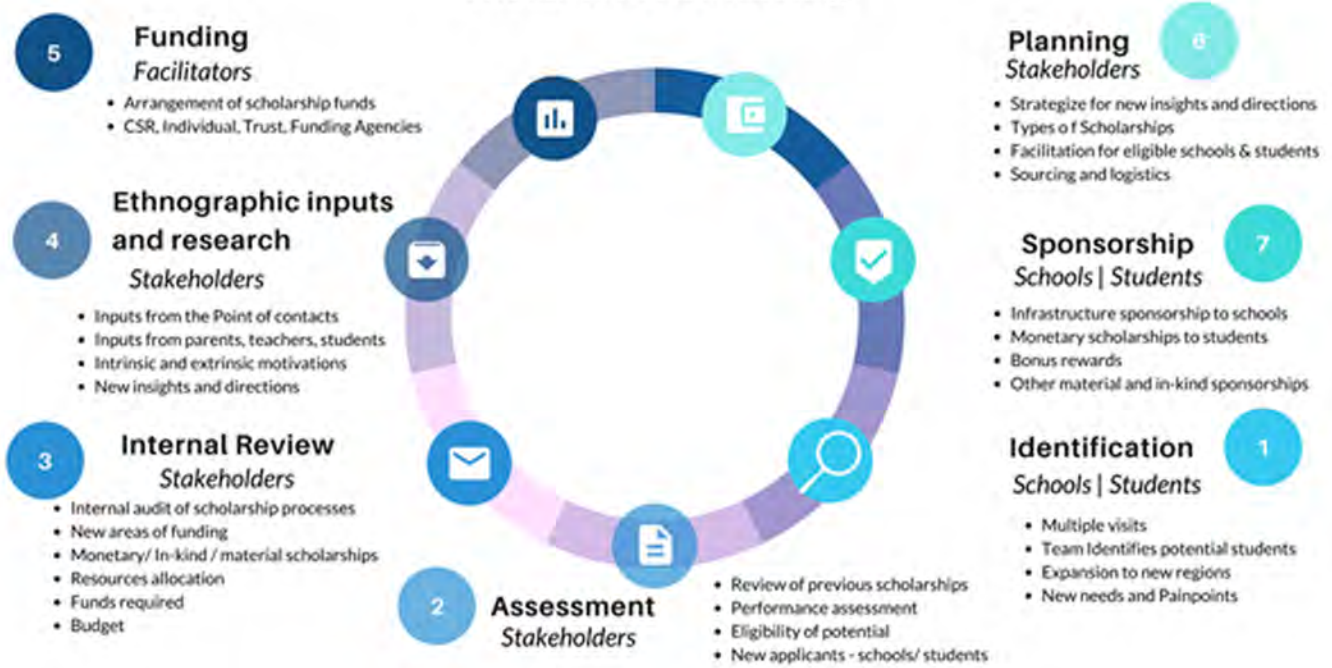 5
Funding
Facilitators
• Arrangement of scholarship funds
• CSR, Individual, Trust, Funding Agencies
4
Ethnographic inputs
and research
Stakeholders
• Inputs from the Point of contacts
• Inputs from parents, teachers, students
• Intrinsic and extrinsic motivations
• New insights and directions
3
Internal Review
Stakeholders
• Internal audit of scholarship processes
• New areas of funding
• Monetary/ In-kind / material scholarships
• Resources allocation
• Funds required
• Budget
2
Assessment
Stakeholders
• Review of previous scholarships
• Performance assessment
• Eligibility of potential
• New applicants - schools/ students
Planning
6
Stakeholders
• Strategize for new insights and directions
• Types of Scholarships
• Facilitation for eligible schools & students
• Sourcing and logistics
Sponsorship
7
Schools | Students
• Infrastructure sponsorship to schools
• Monetary scholarships to students
• Bonus rewards
• Other material and in-kind sponsorships
Identification
1
Schools | Students
• Multiple visits
• Team Identifies potential students
• Expansion to new regions
• New needs and Painpoints